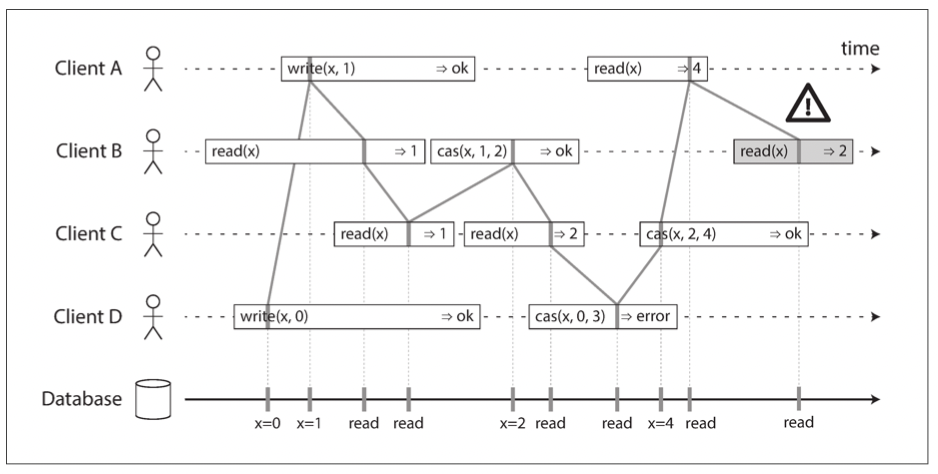 time
Client A
write(x, 1) ⇒ ok
read(x) ⇒ 4
!
Client B
read(x) ⇒ 1
cas(x, 1, 2) ⇒ ok
read(x) ⇒ 2
Client C
read(x) ⇒ 1
read(x) ⇒ 2
cas(x, 2, 4) ⇒ ok
Client D
write(x, 0) ⇒ ok
cas(x, 0, 3) ⇒ error
Database
x=0 x=1 read read x=2 read read x=4 read read